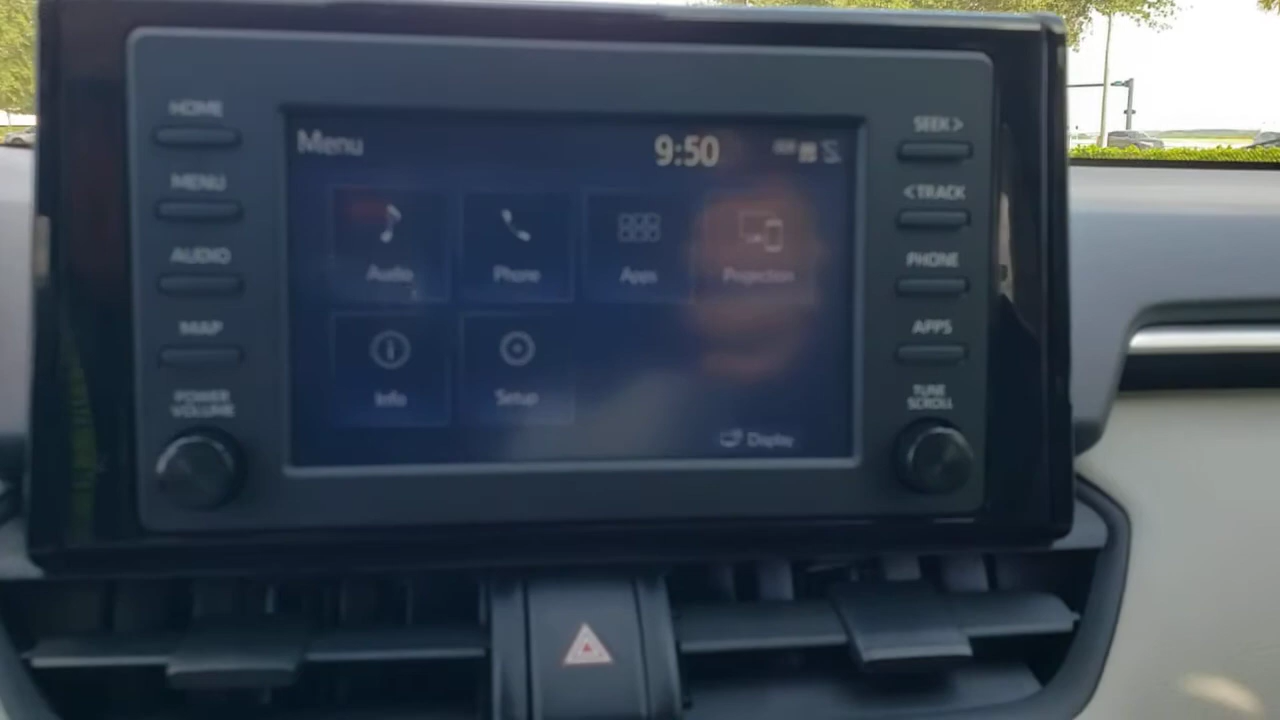 HOME
MENU
AUDIO
MAP
POWER
VOLUME
Menu
9:50
Audio
Phone
Apps
Projection
Info
Setup
Display
SEEK >
< TRACK
PHONE
APPS
TUNE
SCROLL